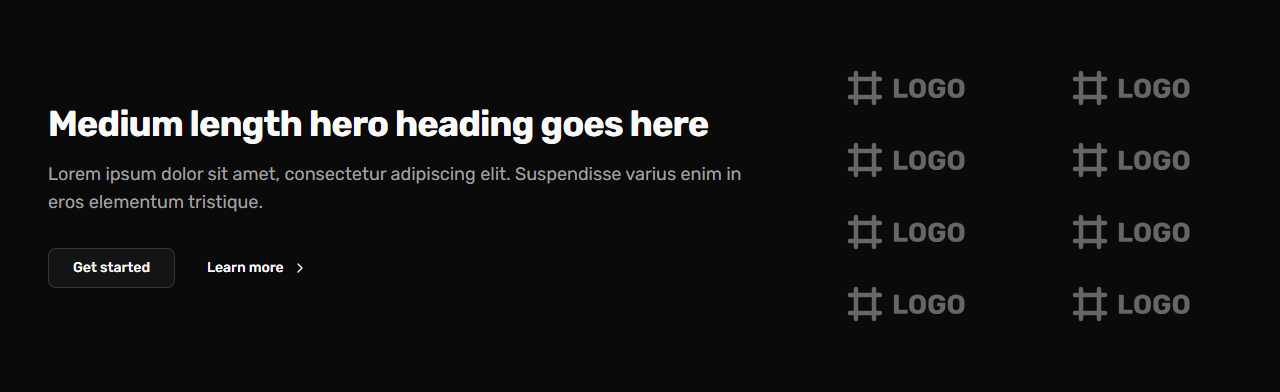 Medium length hero heading goes here
Lorem ipsum dolor sit amet, consectetur adipiscing elit. Suspendisse varius enim in
eros elementum tristique.
Get started
Learn more
LOGO LOGO
LOGO LOGO
LOGO LOGO
LOGO LOGO